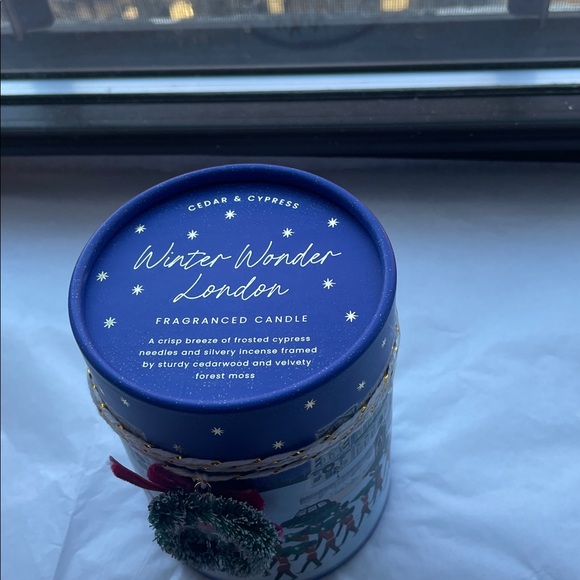 CEDAR & CYPRESS
Winter Wonder
London
FRAGRANCED CANDLE
A crisp breeze of frosted cypress
needles and silvery incense framed
by sturdy cedarwood and velvety
forest moss